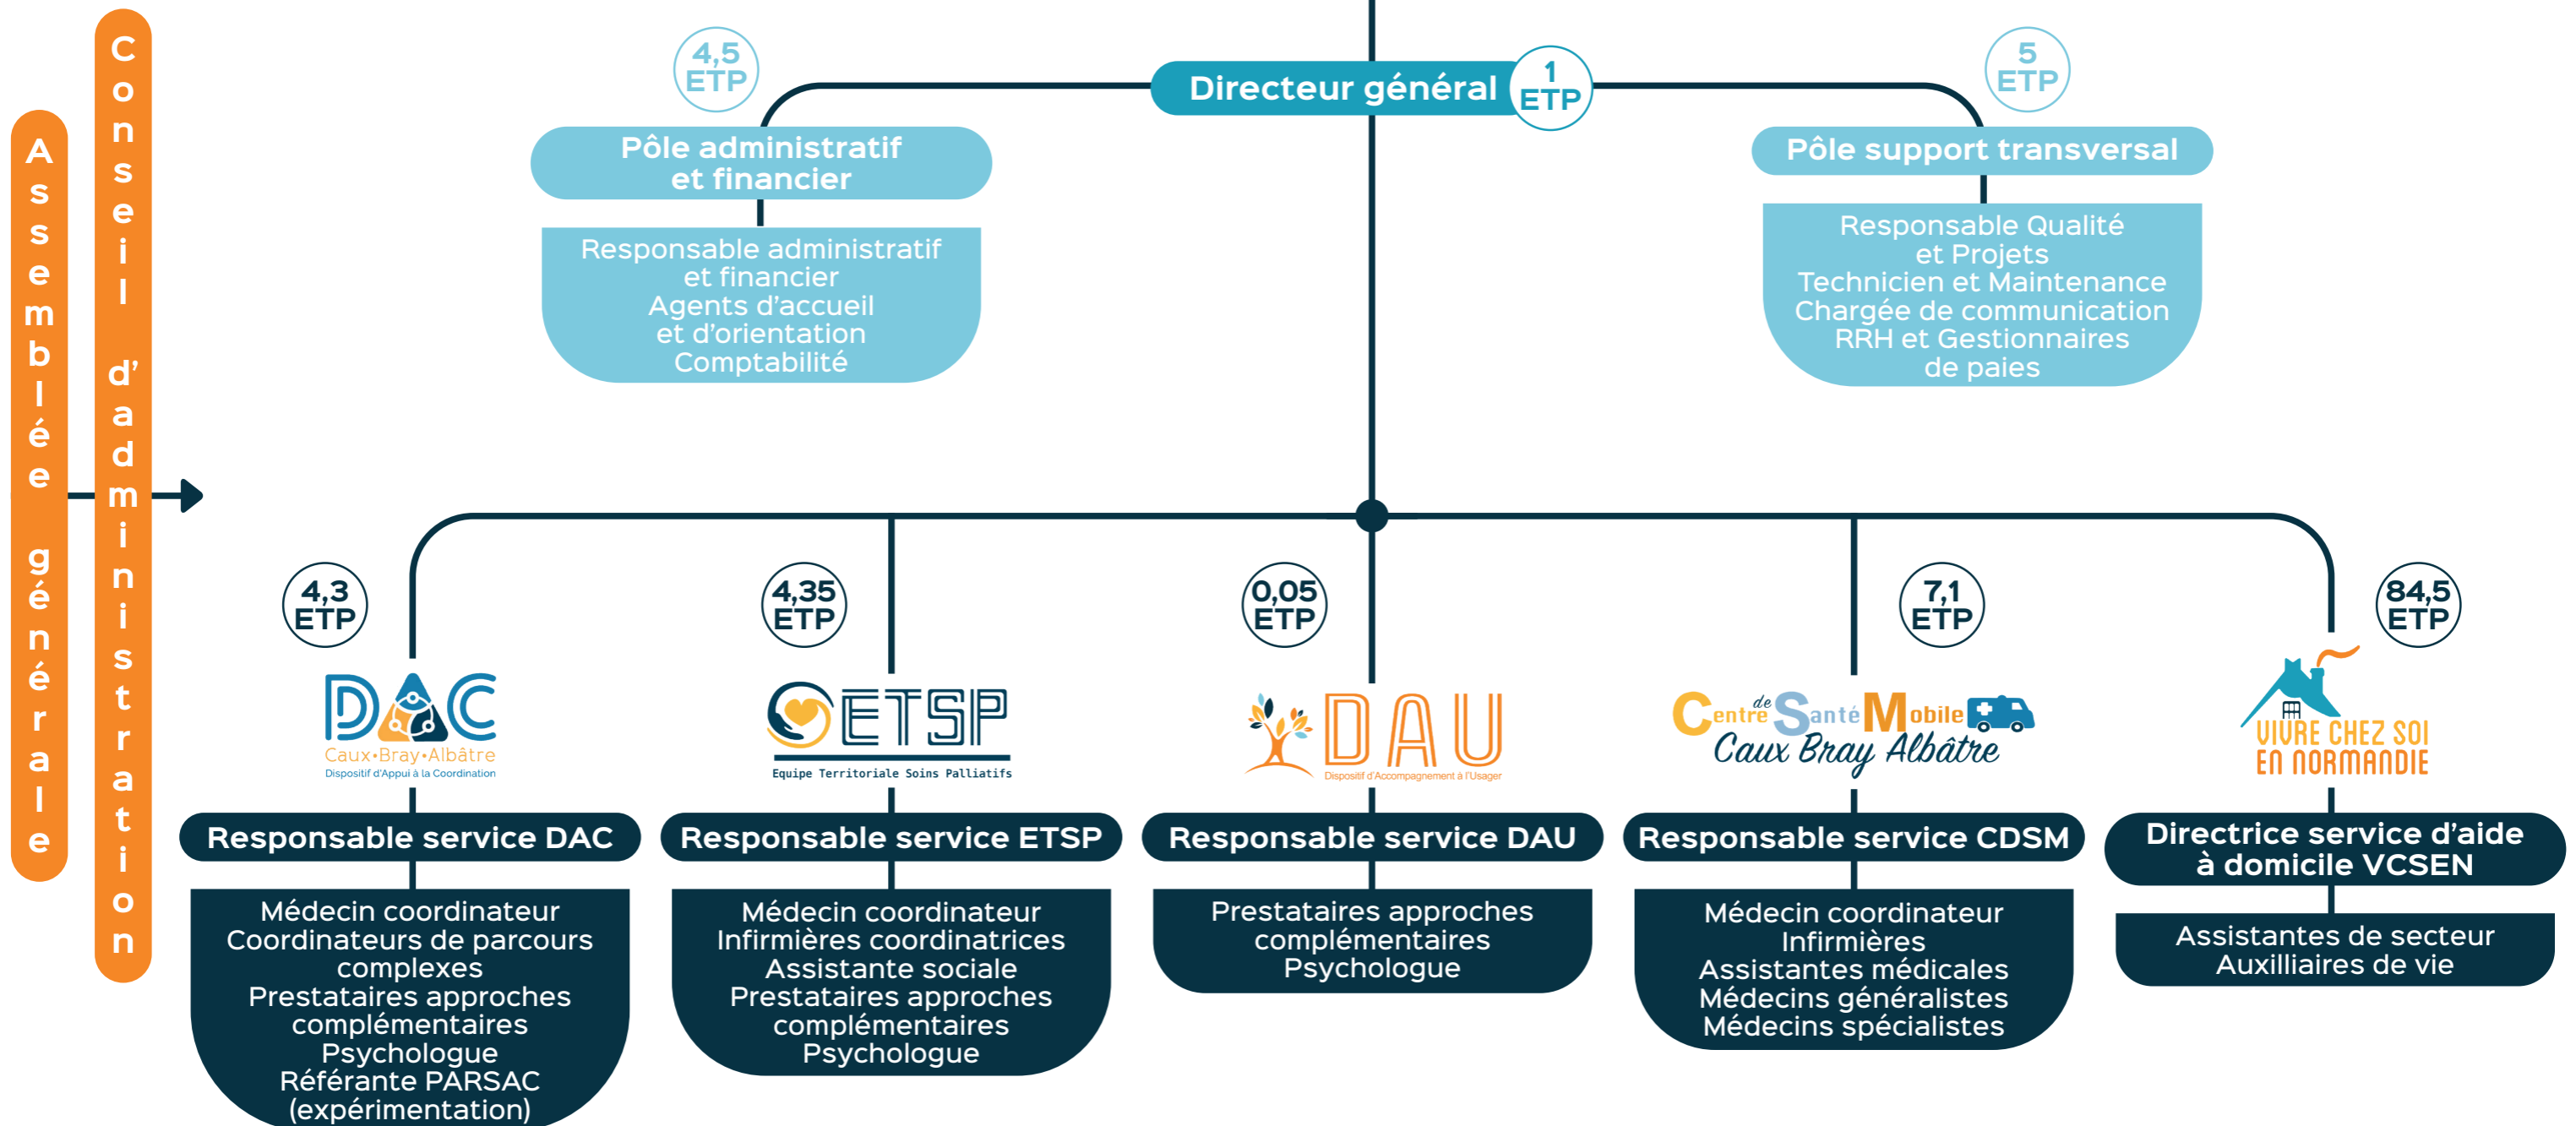 Assemblée générale
Conseil d'administration
4,5
ETP
Directeur général
1
ETP
5
ETP
Pôle administratif
et financier
Responsable administratif
et financier
Agents d'accueil
et d'orientation
Comptabilité
Pôle support transversal
Responsable Qualité
et Projets
Technicien et Maintenance
Chargée de communication
RRH et Gestionnaires
de paies
4,3
ETP
DAC
Caux•Bray•Albâtre
Dispositif d'Appui à la Coordination
Responsable service DAC
Médecin coordinateur
Coordinateurs de parcours
complexes
Prestataires approches
complémentaires
Psychologue
Référante PARSAC
(expérimentation)
4,35
ETP
ETSP
Equipe Territoriale Soins Palliatifs
Responsable service ETSP
Médecin coordinateur
Infirmières coordinatrices
Assistante sociale
Prestataires approches
complémentaires
Psychologue
0,05
ETP
DAU
Dispositif d'Accompagnement à l'Usager
Responsable service DAU
Prestataires approches
complémentaires
Psychologue
7,1
ETP
Centre de Santé Mobile
Caux Bray Albâtre
Responsable service CDSM
Médecin coordinateur
Infirmières
Assistantes médicales
Médecins généralistes
Médecins spécialistes
84,5
ETP
VIVRE CHEZ SOI
EN NORMANDIE
Directrice service d'aide
à domicile VCSEN
Assistantes de secteur
Auxilliaires de vie